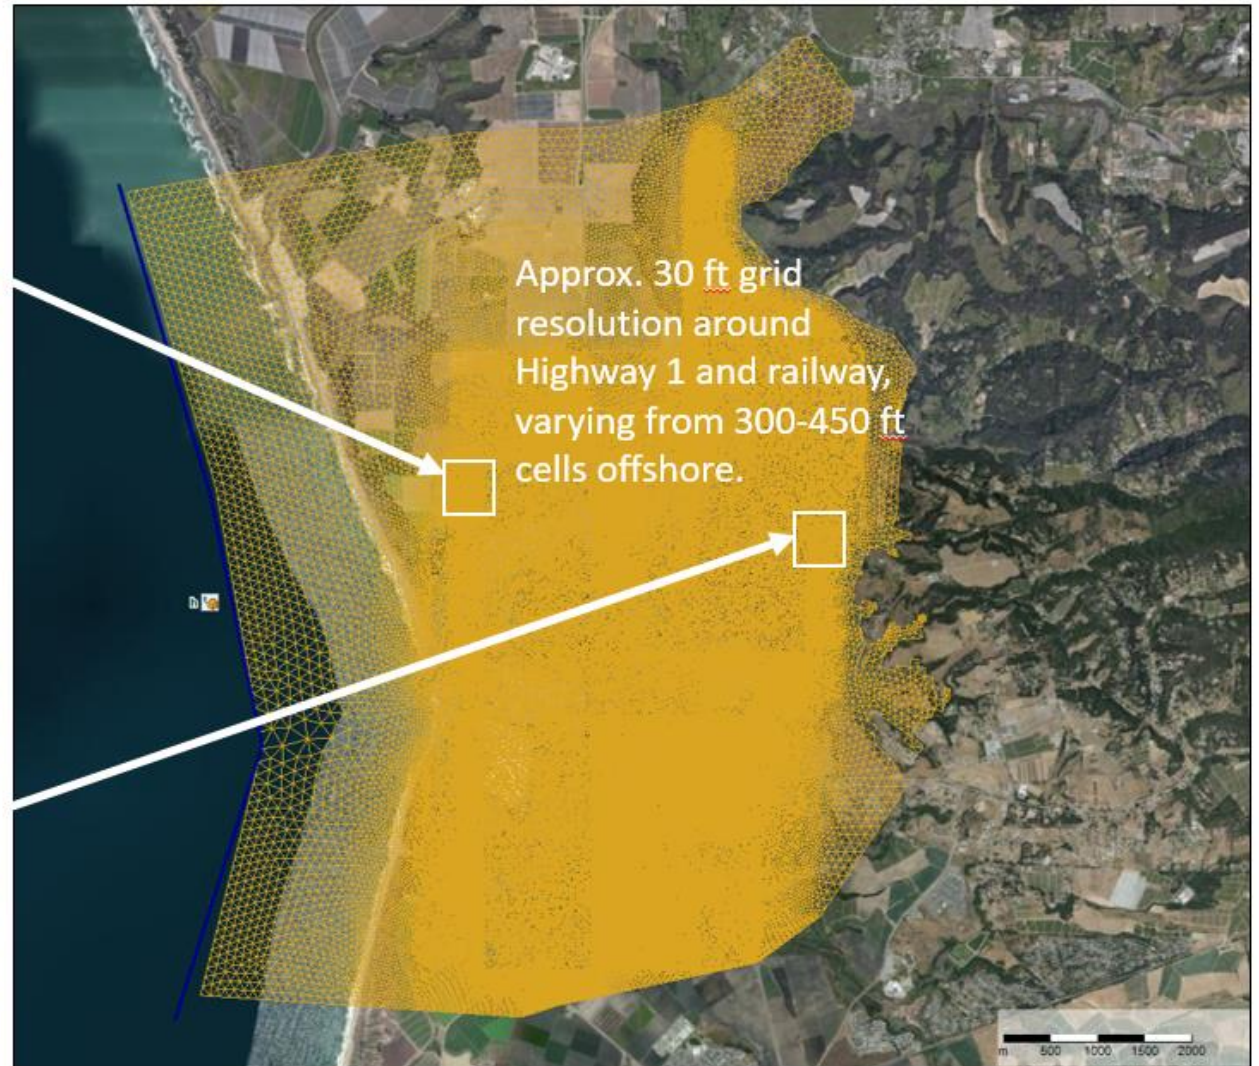 Approx. 30 ft grid
resolution around
Highway 1 and railway,
varying from 300-450 ft
cells offshore.
h
m 500 1000 1500 2000